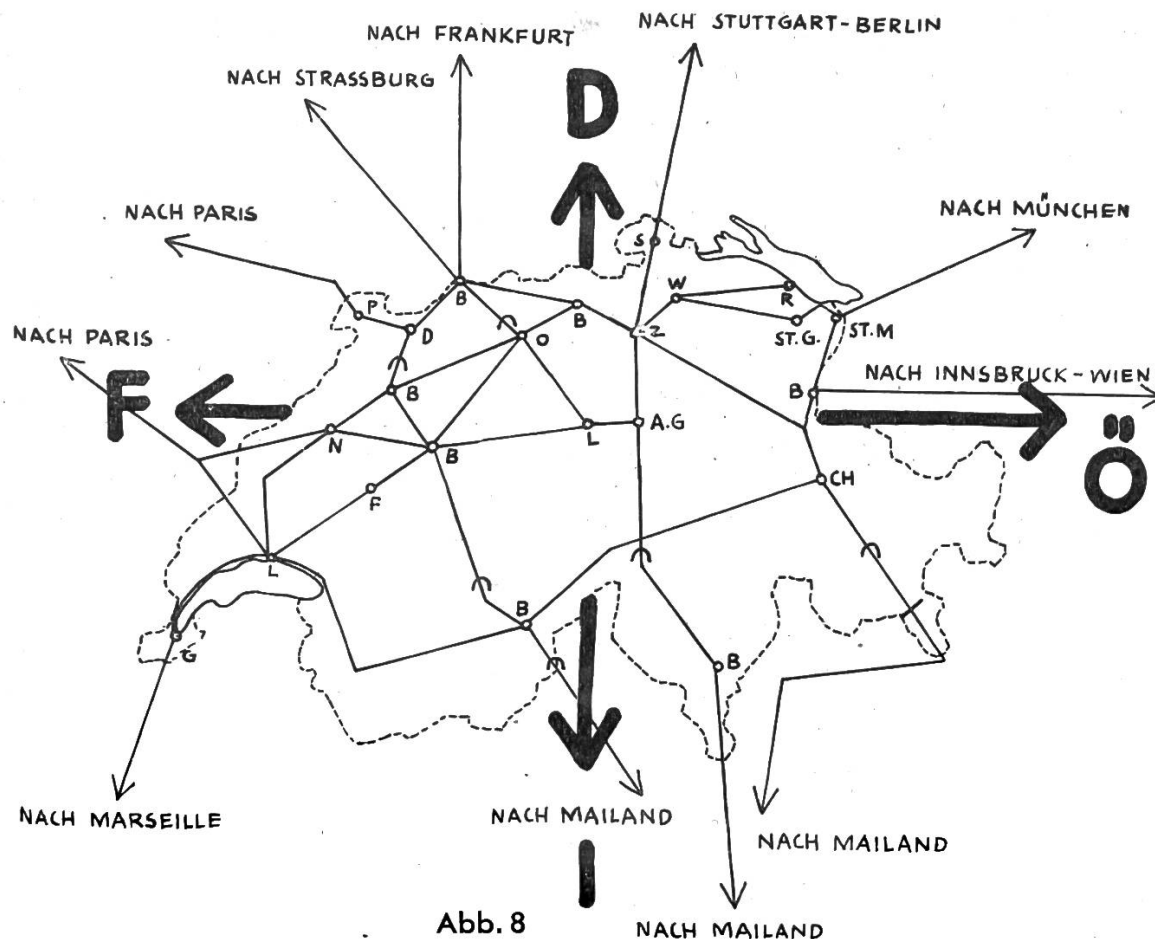 NACH STUTTGART-BERLIN
NACH FRANKFURT
NACH STRASSBURG
D
NACH PARIS
NACH MÜNCHEN
S
B
W
R
P
B
D
O
Z
ST.G.
ST.M
NACH PARIS
NACH INNSBRUCK-WIEN
F
B
B
N
B
L
A.G
Ö
F
CH
L
B
G
B
NACH MARSEILLE
NACH MAILAND
NACH MAILAND
I
Abb. 8
NACH MAILAND